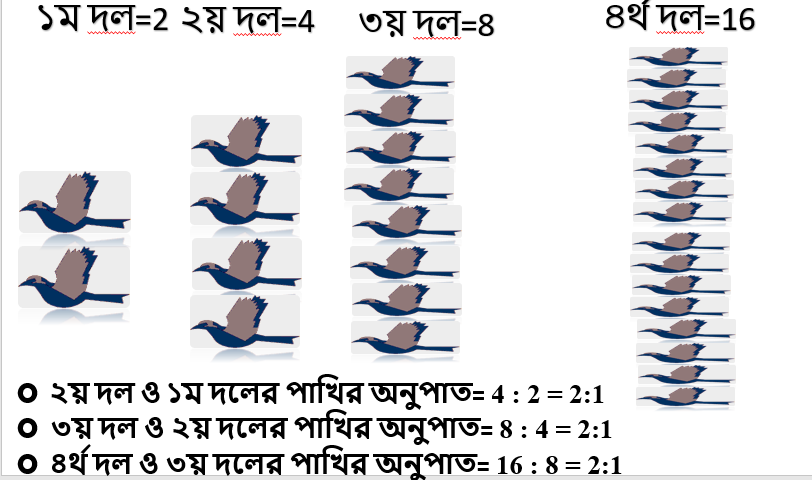 ১ম দল=2 ২য় দল=4 ৩য় দল=8 ৪র্থ দল=16
২য় দল ও ১ম দলের পাখির অনুপাত= 4 : 2 = 2:1
৩য় দল ও ২য় দলের পাখির অনুপাত= 8 : 4 = 2:1
৪র্থ দল ও ৩য় দলের পাখির অনুপাত= 16 : 8 = 2:1